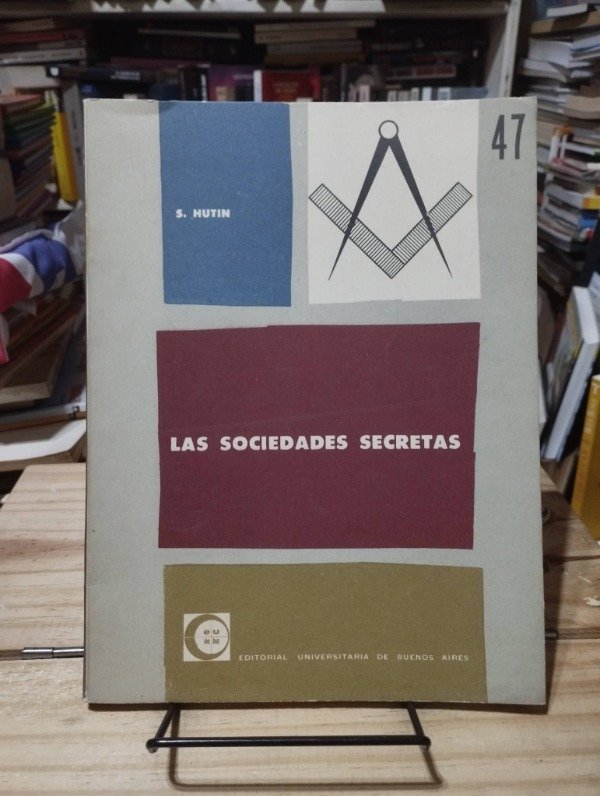 47
S. HUTIN
LAS SOCIEDADES SECRETAS
eu
de ba
EDITORIAL UNIVERSITARIA DE BUENOS AIRES